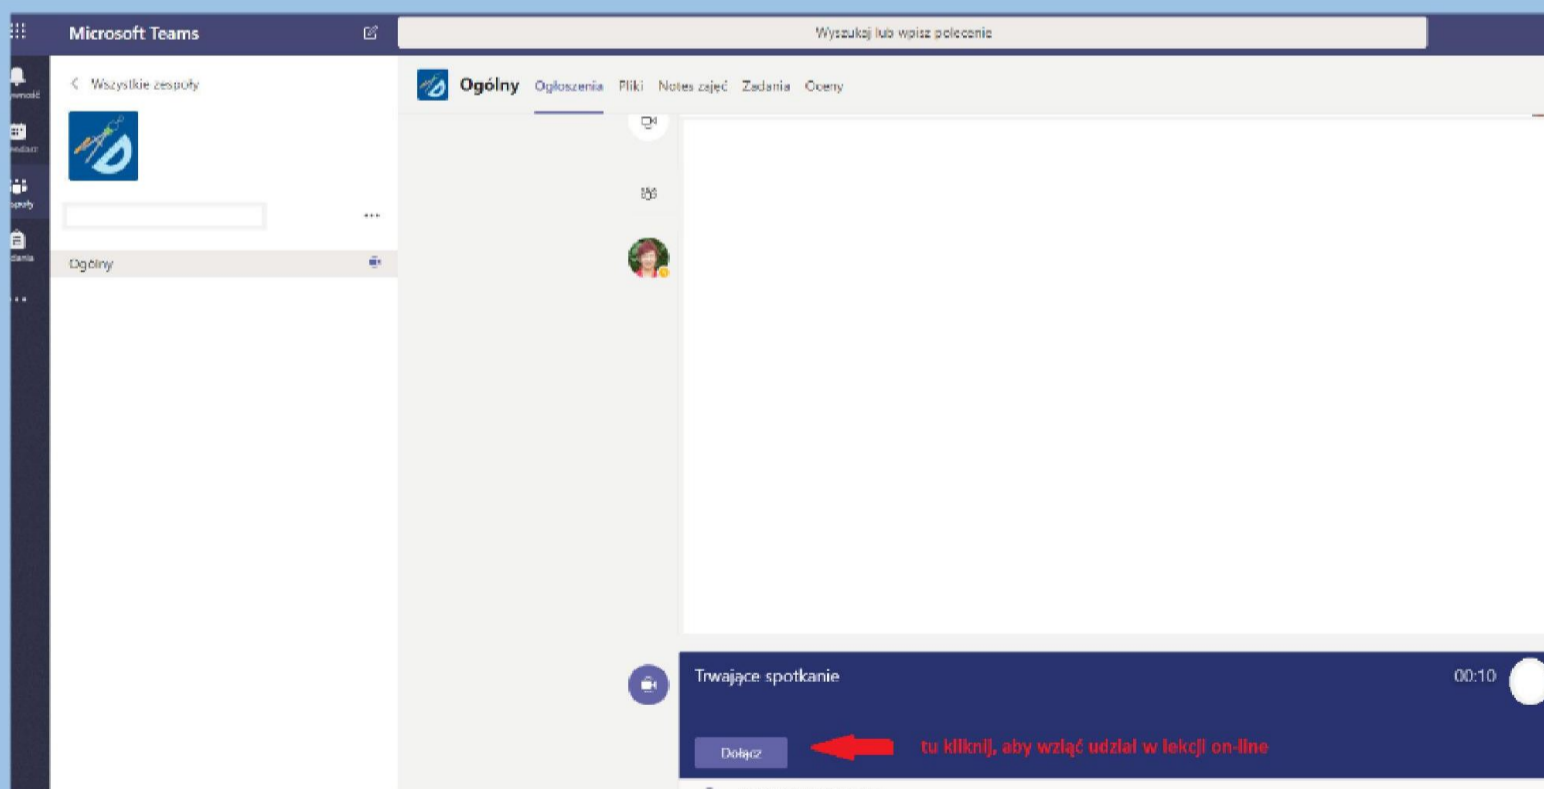 Microsoft Teams
Wyszukaj lub wpisz polecenie
Wszystkie zespoły
Ogólny Ogłoszenia Pliki Notes zajęć Zadania Oceny
Ogólny
Trwające spotkanie
00:10
Dołącz
tu kliknij, aby wziąć udział w lekcji on-line